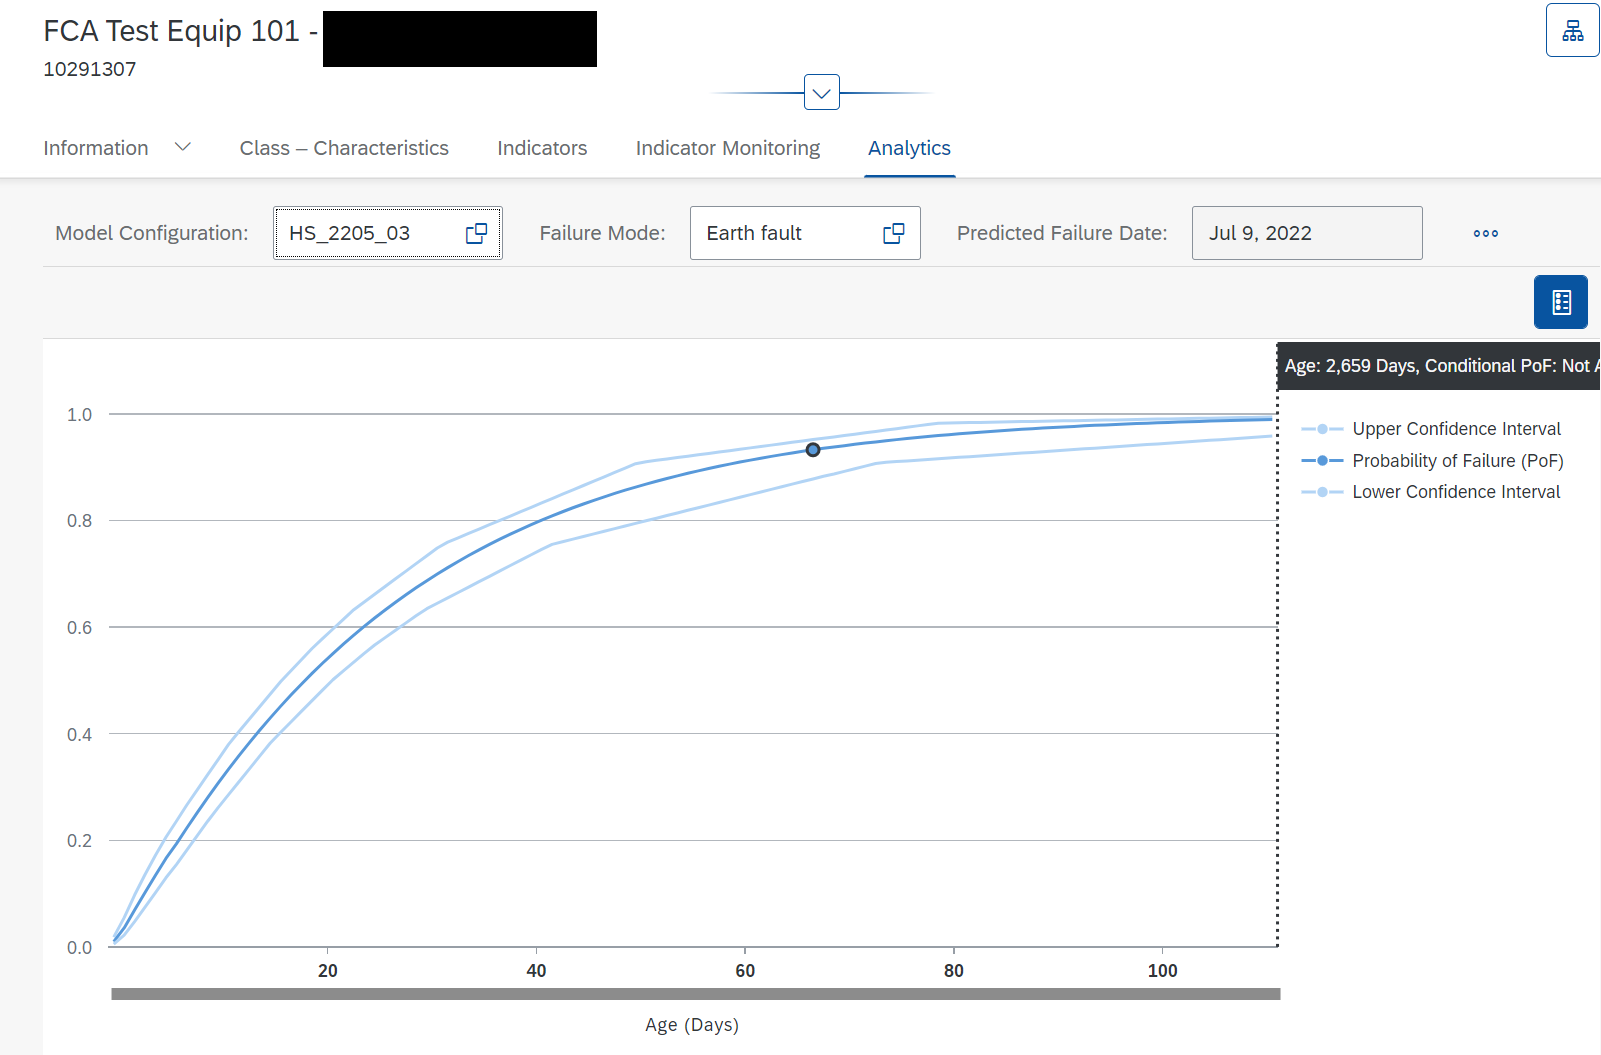 FCA Test Equip 101 -
10291307
Information Class – Characteristics Indicators Indicator Monitoring Analytics
Model Configuration: HS_2205_03 Failure Mode: Earth fault Predicted Failure Date: Jul 9, 2022
Age: 2,659 Days, Conditional PoF: Not
Upper Confidence Interval
Probability of Failure (PoF)
Lower Confidence Interval
1.0
0.8
0.6
0.4
0.2
0.0
20 40 60 80 100
Age (Days)